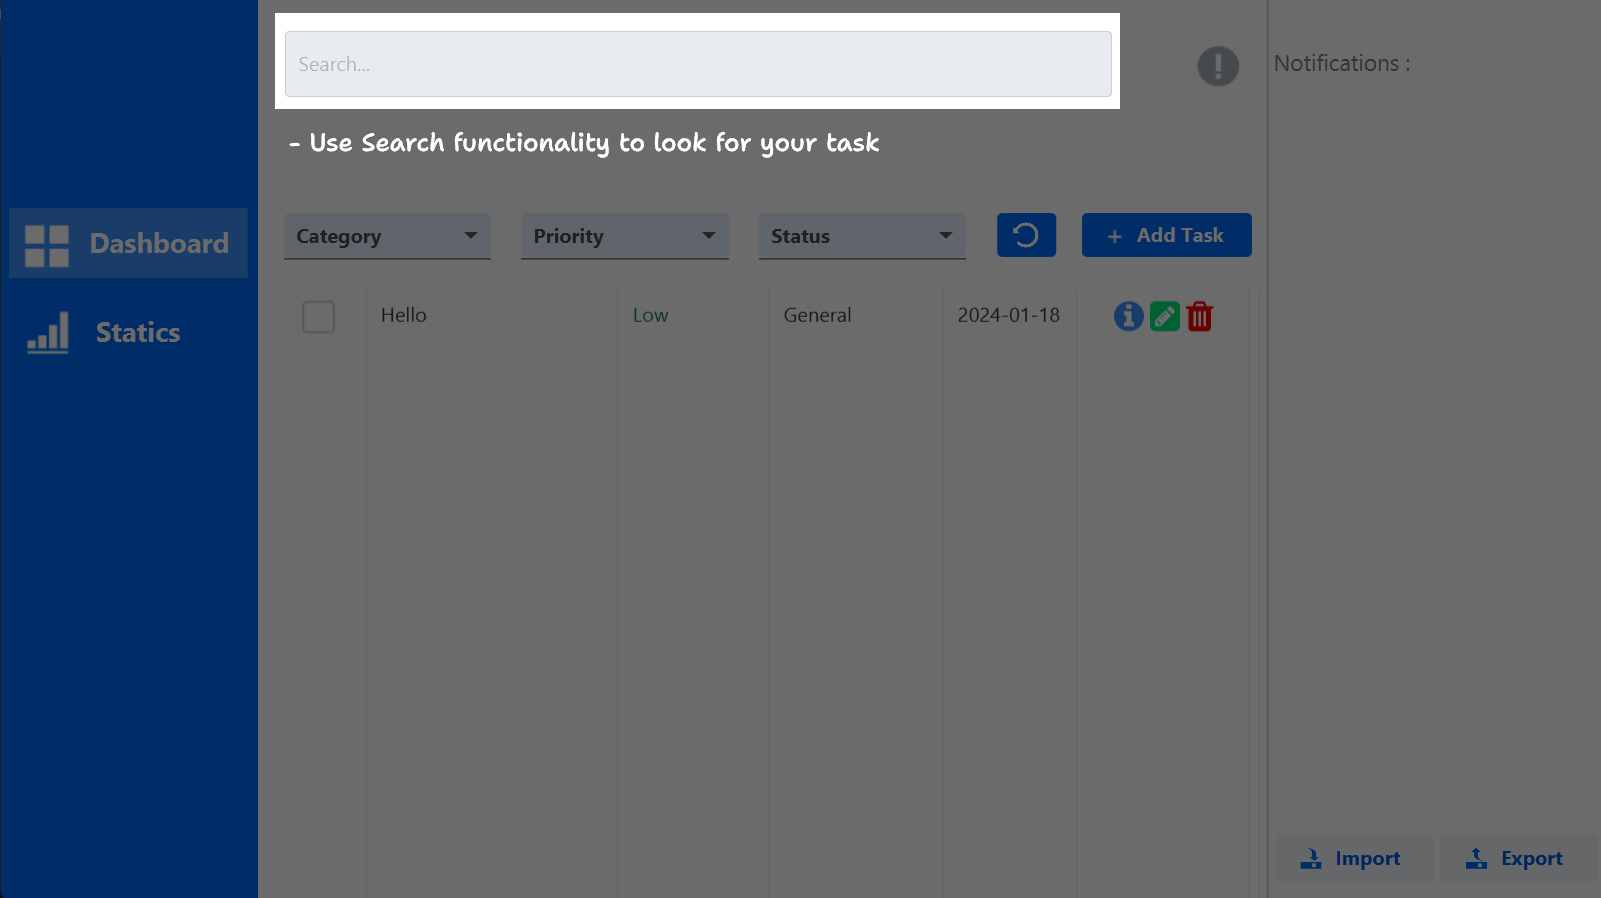 Search...
Notifications :
- Use Search functionality to look for your task
Category
Priority
Status
+ Add Task
Dashboard
Hello
Low
General
2024-01-18
Statics
Import
Export